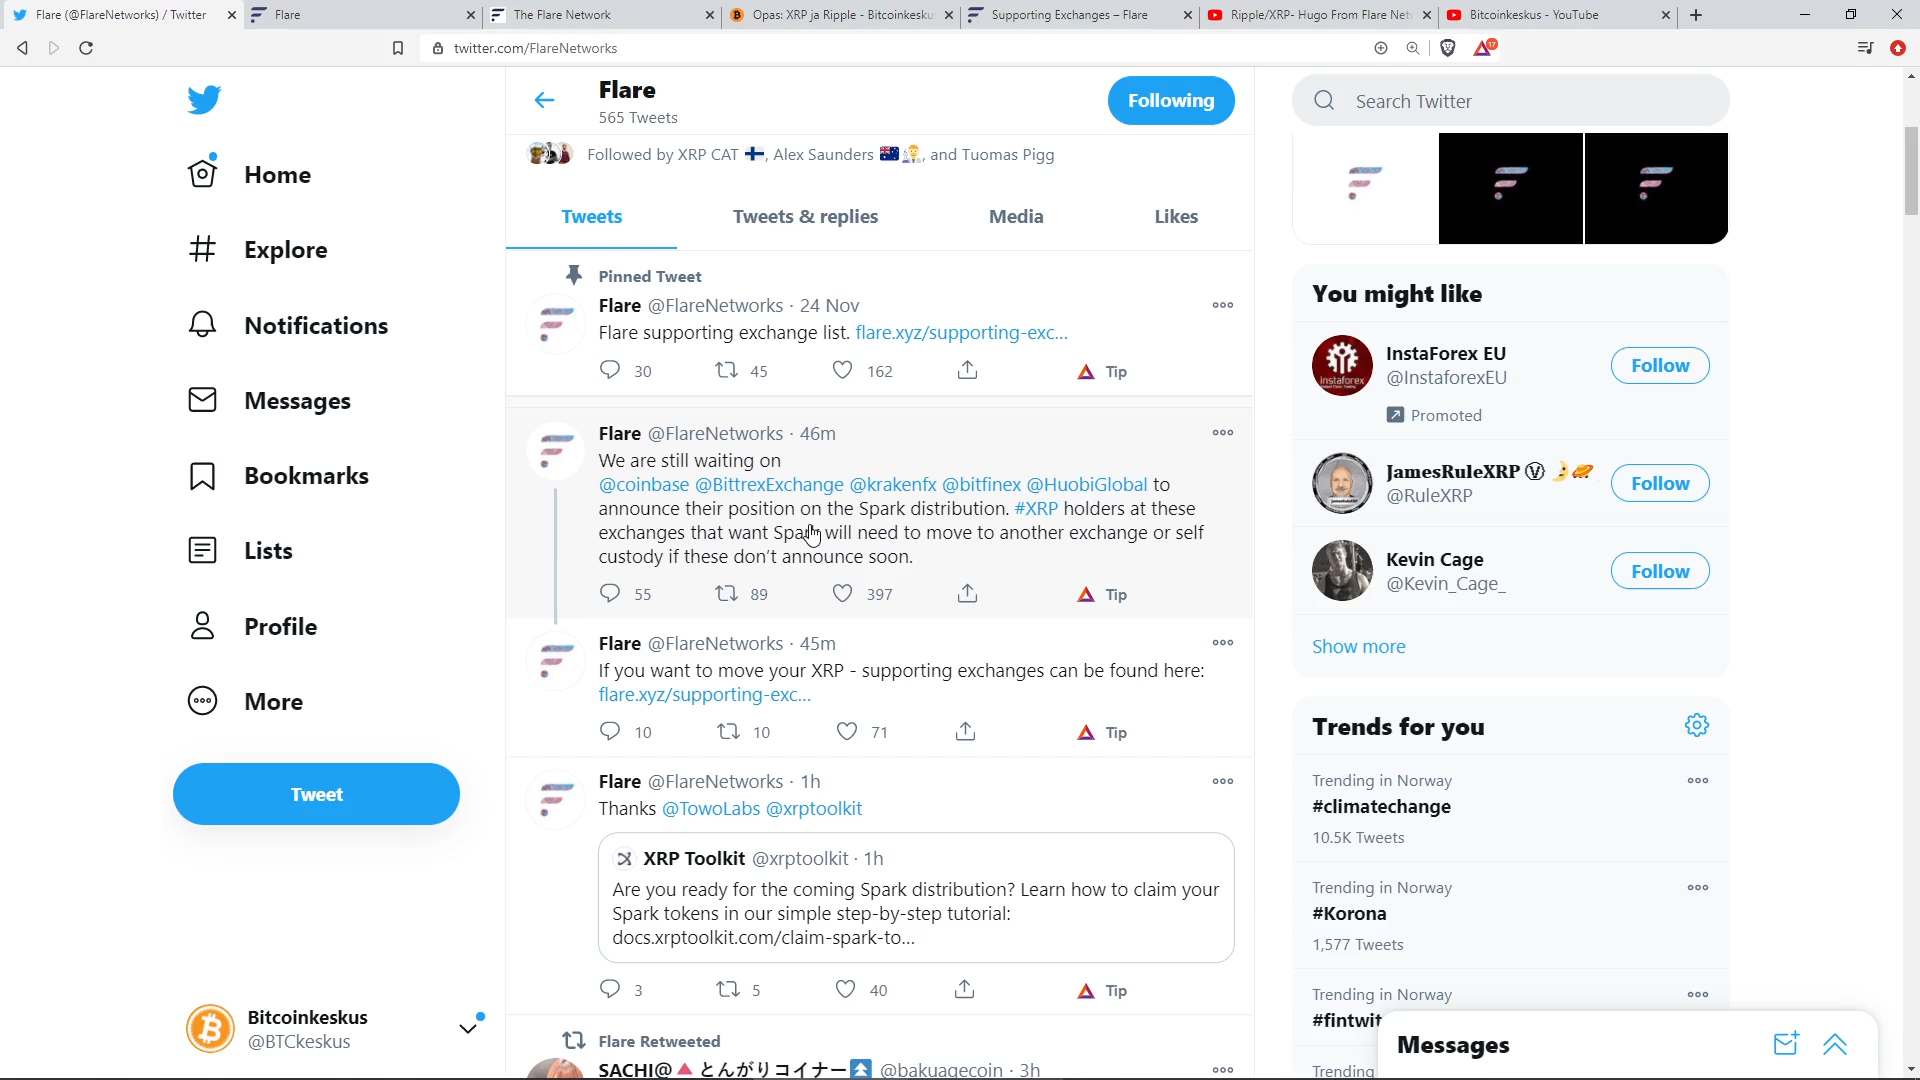 Flare (@FlareNetworks) / Twitter
Flare
The Flare Network
Opas: XRP ja Ripple - Bitcoinkesku
Supporting Exchanges – Flare
Ripple/XRP- Hugo From Flare Net
Bitcoinkeskus - YouTube
twitter.com/FlareNetworks
17
Flare
565 Tweets
Following
Search Twitter
Followed by XRP CAT 🇫🇮, Alex Saunders 🇦🇺, and Tuomas Pigg
Home
Explore
Notifications
Messages
Bookmarks
Lists
Profile
More
Tweet
Bitcoinkeskus
@BTCkeskus
Tweets
Tweets & replies
Media
Likes
Pinned Tweet
Flare @FlareNetworks · 24 Nov
Flare supporting exchange list. flare.xyz/supporting-exc...
30 45 162 Tip
Flare @FlareNetworks · 46m
We are still waiting on
@coinbase @BittrexExchange @krakenfx @bitfinex @HuobiGlobal to
announce their position on the Spark distribution. #XRP holders at these
exchanges that want Spark will need to move to another exchange or self
custody if these don't announce soon.
55 89 397 Tip
Flare @FlareNetworks · 45m
If you want to move your XRP - supporting exchanges can be found here:
flare.xyz/supporting-exc...
10 10 71 Tip
Flare @FlareNetworks · 1h
Thanks @TowoLabs @xrptoolkit
XRP Toolkit @xrptoolkit · 1h
Are you ready for the coming Spark distribution? Learn how to claim your
Spark tokens in our simple step-by-step tutorial:
docs.xrptoolkit.com/claim-spark-to...
3 5 40 Tip
Flare Retweeted
SACHI@🔺とんがりコイナー⏫ @bakuagecoin · 3h
You might like
InstaForex EU
@InstaforexEU
Promoted
Follow
JamesRuleXRP Ⓥ 🌛🪐
@RuleXRP
Follow
Kevin Cage
@Kevin_Cage_
Follow
Show more
Trends for you
Trending in Norway
#climatechange
10.5K Tweets
Trending in Norway
#Korona
1,577 Tweets
Trending in Norway
#fintwit
Trending
Messages